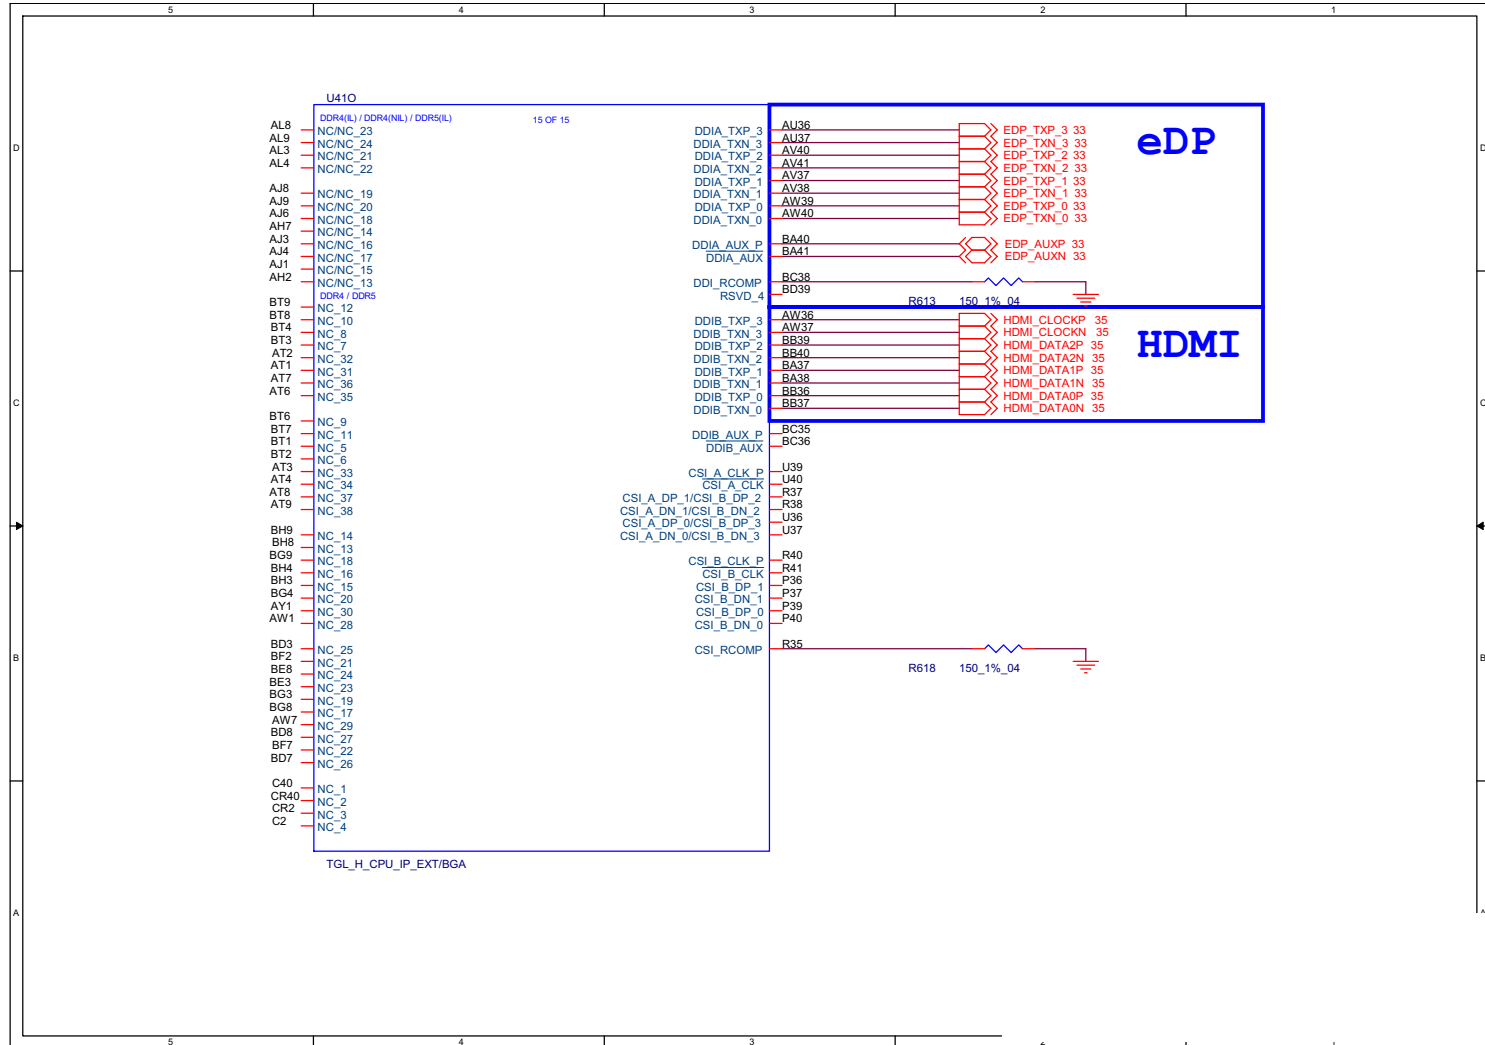 5 4 3 2 1
U41O
DDR4(IL) / DDR4(NIL) / DDR5(IL) 15 OF 15
AL8 NC/NC_23
AL9 NC/NC_24
AL3 NC/NC_21
AL4 NC/NC_22
AJ8 NC/NC_19
AJ9 NC/NC_20
AJ6 NC/NC_18
AH7 NC/NC_14
AJ3 NC/NC_16
AJ4 NC/NC_17
AJ1 NC/NC_15
AH2 NC/NC_13
DDR4 / DDR5
BT9 NC_12
BT8 NC_10
BT4 NC_8
BT3 NC_7
AT2 NC_32
AT1 NC_31
AT7 NC_36
AT6 NC_35
BT6 NC_9
BT7 NC_11
BT1 NC_5
BT2 NC_6
AT3 NC_33
AT4 NC_34
AT8 NC_37
AT9 NC_38
BH9 NC_14
BH8 NC_13
BG9 NC_18
BH4 NC_16
BH3 NC_15
BG4 NC_20
AY1 NC_30
AW1 NC_28
BD3 NC_25
BF2 NC_21
BE8 NC_24
BE3 NC_23
BG3 NC_19
BG8 NC_17
AW7 NC_29
BD8 NC_27
BF7 NC_22
BD7 NC_26
C40 NC_1
CR40 NC_2
CR2 NC_3
C2 NC_4
TGL_H_CPU_IP_EXT/BGA
eDP
DDIA_TXP_3 AU36 EDP_TXP_3 33
DDIA_TXN_3 AU37 EDP_TXN_3 33
DDIA_TXP_2 AV40 EDP_TXP_2 33
DDIA_TXN_2 AV41 EDP_TXN_2 33
DDIA_TXP_1 AV37 EDP_TXP_1 33
DDIA_TXN_1 AV38 EDP_TXN_1 33
DDIA_TXP_0 AW39 EDP_TXP_0 33
DDIA_TXN_0 AW40 EDP_TXN_0 33
DDIA_AUX_P BA40 EDP_AUXP 33
DDIA_AUX BA41 EDP_AUXN 33
DDI_RCOMP BC38
RSVD_4 BD39
R613 150_1%_04
HDMI
DDIB_TXP_3 AW36 HDMI_CLOCKP 35
DDIB_TXN_3 AW37 HDMI_CLOCKN 35
DDIB_TXP_2 BB39 HDMI_DATA2P 35
DDIB_TXN_2 BB40 HDMI_DATA2N 35
DDIB_TXP_1 BA37 HDMI_DATA1P 35
DDIB_TXN_1 BA38 HDMI_DATA1N 35
DDIB_TXP_0 BB36 HDMI_DATA0P 35
DDIB_TXN_0 BB37 HDMI_DATA0N 35
DDIB_AUX_P BC35
DDIB_AUX BC36
CSI_A_CLK_P U39
CSI_A_CLK U40
CSI_A_DP_1/CSI_B_DP_2 R37
CSI_A_DN_1/CSI_B_DN_2 R38
CSI_A_DP_0/CSI_B_DP_3 U36
CSI_A_DN_0/CSI_B_DN_3 U37
CSI_B_CLK_P R40
CSI_B_CLK R41
CSI_B_DP_1 P36
CSI_B_DN_1 P37
CSI_B_DP_0 P39
CSI_B_DN_0 P40
CSI_RCOMP R35
R618 150_1%_04
D D
C C
B B
A
5 4 3